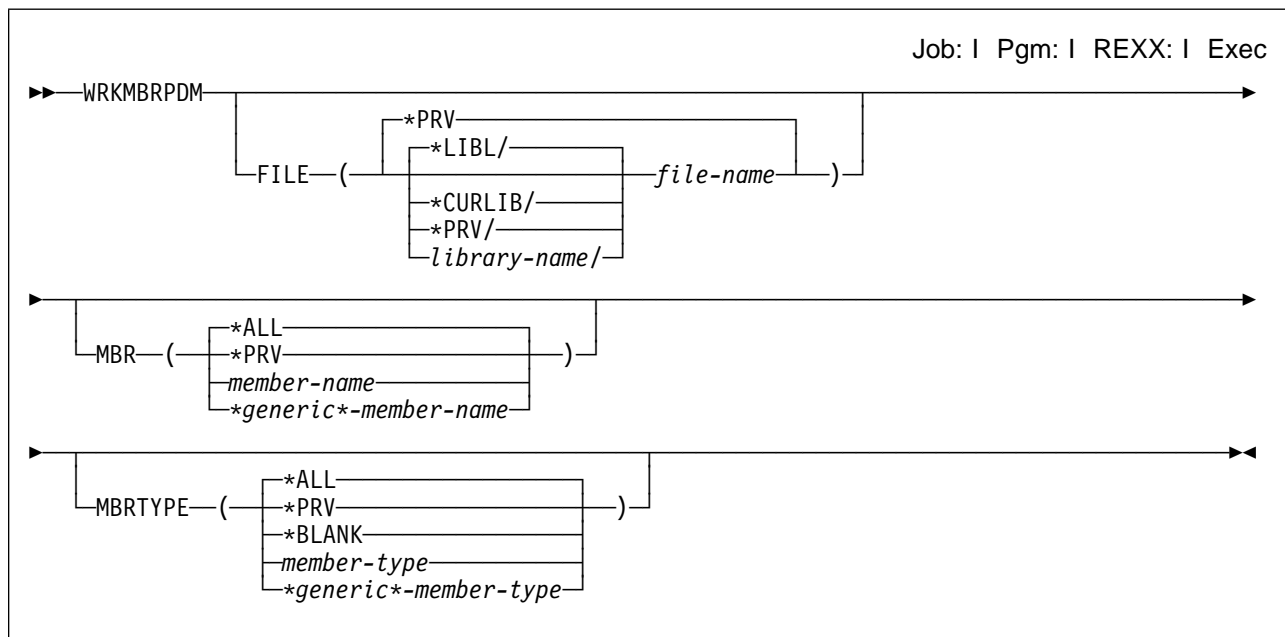 Job: I Pgm: I REXX: I Exec
WRKMBRPDM
*PRV
*LIBL/
FILE ( file-name )
*CURLIB/
*PRV/
library-name/
*ALL
MBR ( *PRV )
member-name
*generic*-member-name
*ALL
MBRTYPE ( *PRV )
*BLANK
member-type
*generic*-member-type